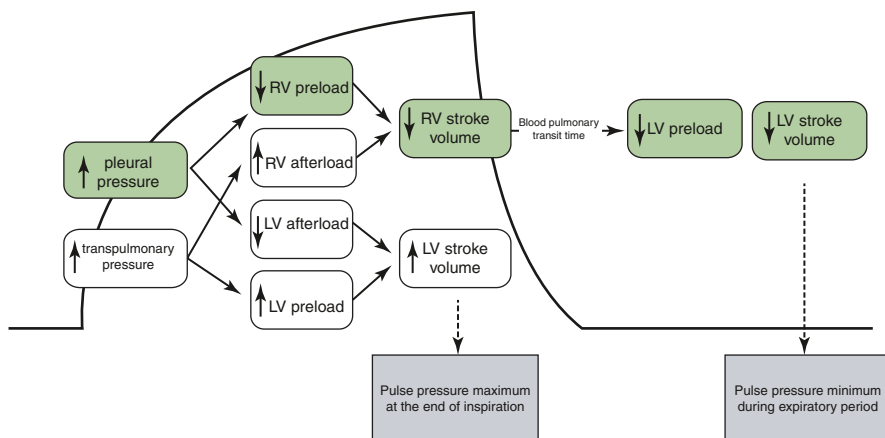 RV preload
RV afterload
LV afterload
LV preload
pleural
pressure
transpulmonary
pressure
RV stroke
volume
LV stroke
volume
Blood pulmonary
transit time
LV preload
LV stroke
volume
Pulse pressure maximum
at the end of inspiration
Pulse pressure minimum
during expiratory period